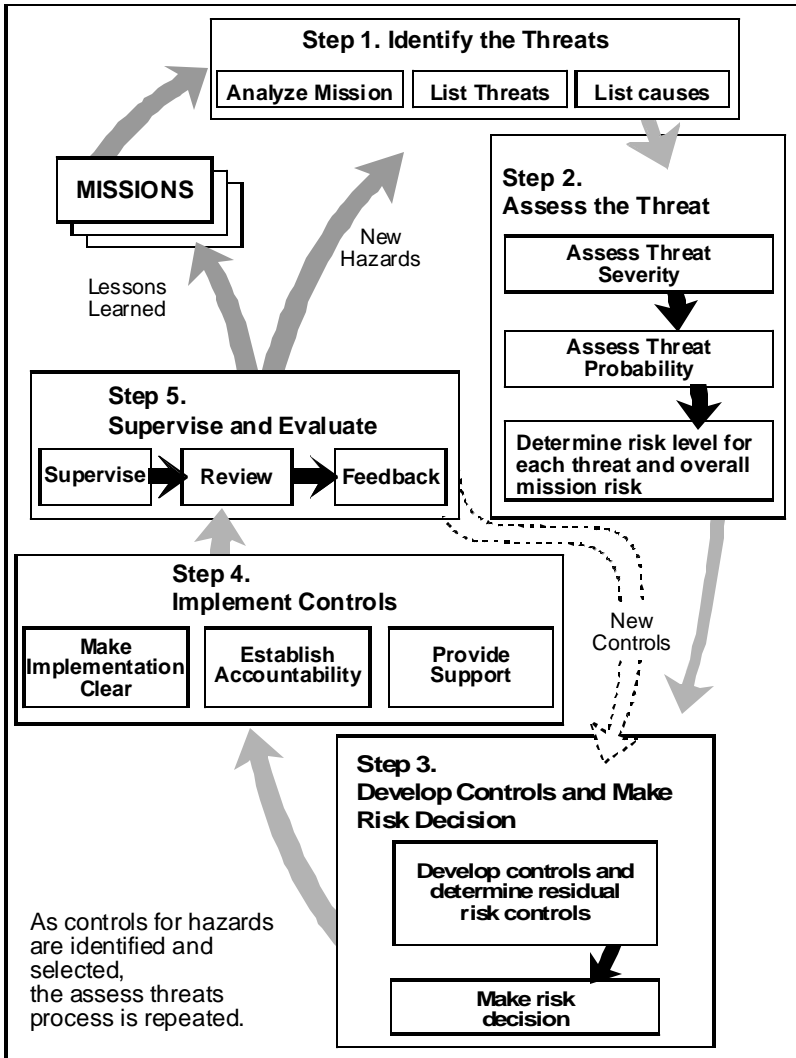 Step 1. Identify the Threats
Analyze Mission
List Threats
List causes
MISSIONS
New
Hazards
Lessons
Learned
Step 2.
Assess the Threat
Assess Threat
Severity
Assess Threat
Probability
Determine risk level for
each threat and overall
mission risk
Step 5.
Supervise and Evaluate
Supervise
Review
Feedback
Step 4.
Implement Controls
Make
Implementation
Clear
Establish
Accountability
Provide
Support
New
Controls
Step 3.
Develop Controls and Make
Risk Decision
Develop controls and
determine residual
risk controls
Make risk
decision
As controls for hazards
are identified and
selected,
the assess threats
process is repeated.